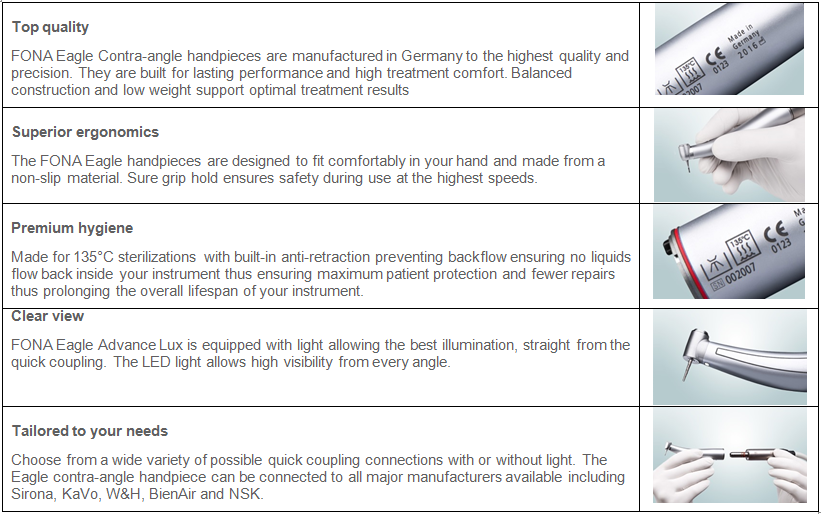 Top quality
FONA Eagle Contra-angle handpieces are manufactured in Germany to the highest quality and
precision. They are built for lasting performance and high treatment comfort. Balanced
construction and low weight support optimal treatment results
Made in
Germany
2016
135°C
CE
0123
002007
Superior ergonomics
The FONA Eagle handpieces are designed to fit comfortably in your hand and made from a
non-slip material. Sure grip hold ensures safety during use at the highest speeds.
Premium hygiene
Made for 135°C sterilizations with built-in anti-retraction preventing backflow ensuring no liquids
flow back inside your instrument thus ensuring maximum patient protection and fewer repairs
thus prolonging the overall lifespan of your instrument.
135°C
CE
0123
SN 002007
Clear view
FONA Eagle Advance Lux is equipped with light allowing the best illumination, straight from the
quick coupling. The LED light allows high visibility from every angle.
Tailored to your needs
Choose from a wide variety of possible quick coupling connections with or without light. The
Eagle contra-angle handpiece can be connected to all major manufacturers available including
Sirona, KaVo, W&H, BienAir and NSK.